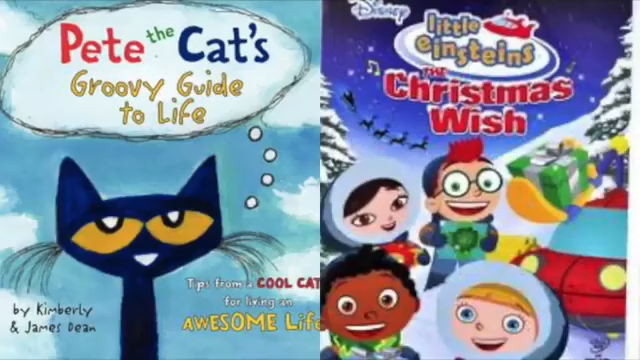 Pete the Cat's
Groovy Guide
to Life
Tips from a COOL CAT
for living an
AWESOME Life
by Kimberly
& James Dean
Disney
little
einsteins
THE
Christmas
Wish